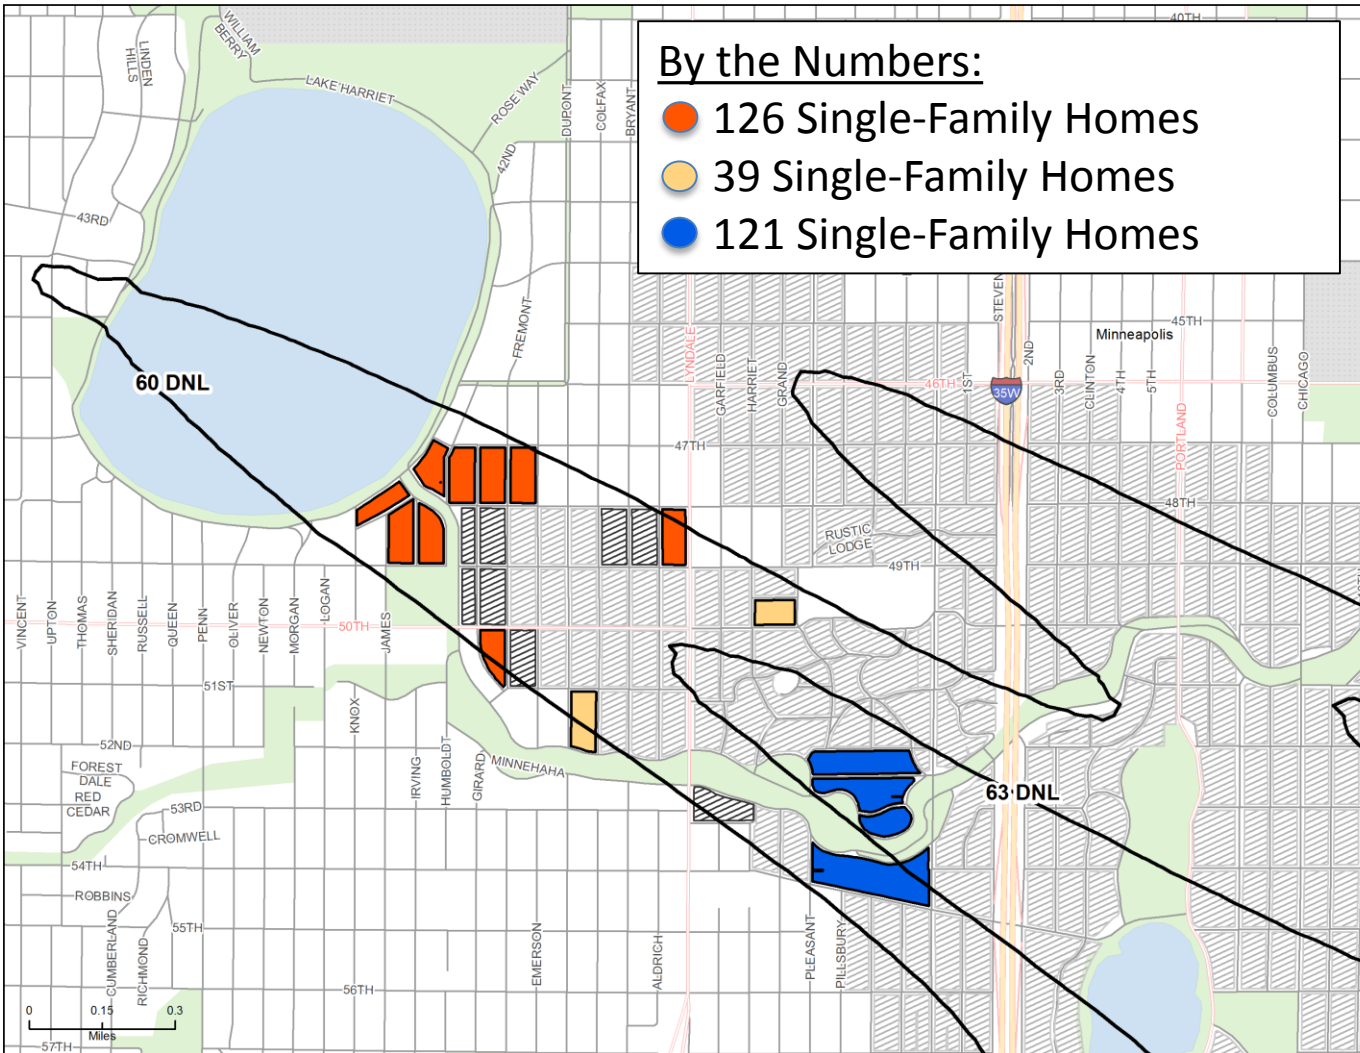 By the Numbers:
126 Single-Family Homes
39 Single-Family Homes
121 Single-Family Homes
40TH
WILLIAM
BERRY
LINDEN
HILLS
LAKE HARRIET
ROSE WAY
DUPONT
COLFAX
BRYANT
42ND
43RD
FREMONT
STEVEN
45TH
Minneapolis
2ND
LYNDALE
GARFIELD
HARRIET
GRAND
46TH
1ST
35W
3RD
CLINTON
4TH
5TH
COLUMBUS
CHICAGO
60 DNL
PORTLAND
47TH
48TH
RUSTIC
LODGE
49TH
VINCENT
UPTON
THOMAS
SHERIDAN
RUSSELL
QUEEN
PENN
OLIVER
NEWTON
MORGAN
LOGAN
JAMES
50TH
51ST
KNOX
52ND
IRVING
HUMBOLDT
GIRARD
MINNEHAHA
FOREST
DALE
RED
CEDAR
53RD
63 DNL
CROMWELL
54TH
ROBBINS
CUMBERLAND
RICHMOND
55TH
EMERSON
ALDRICH
PLEASANT
PILLSBURY
56TH
0 0.15 0.3
Miles
57TH